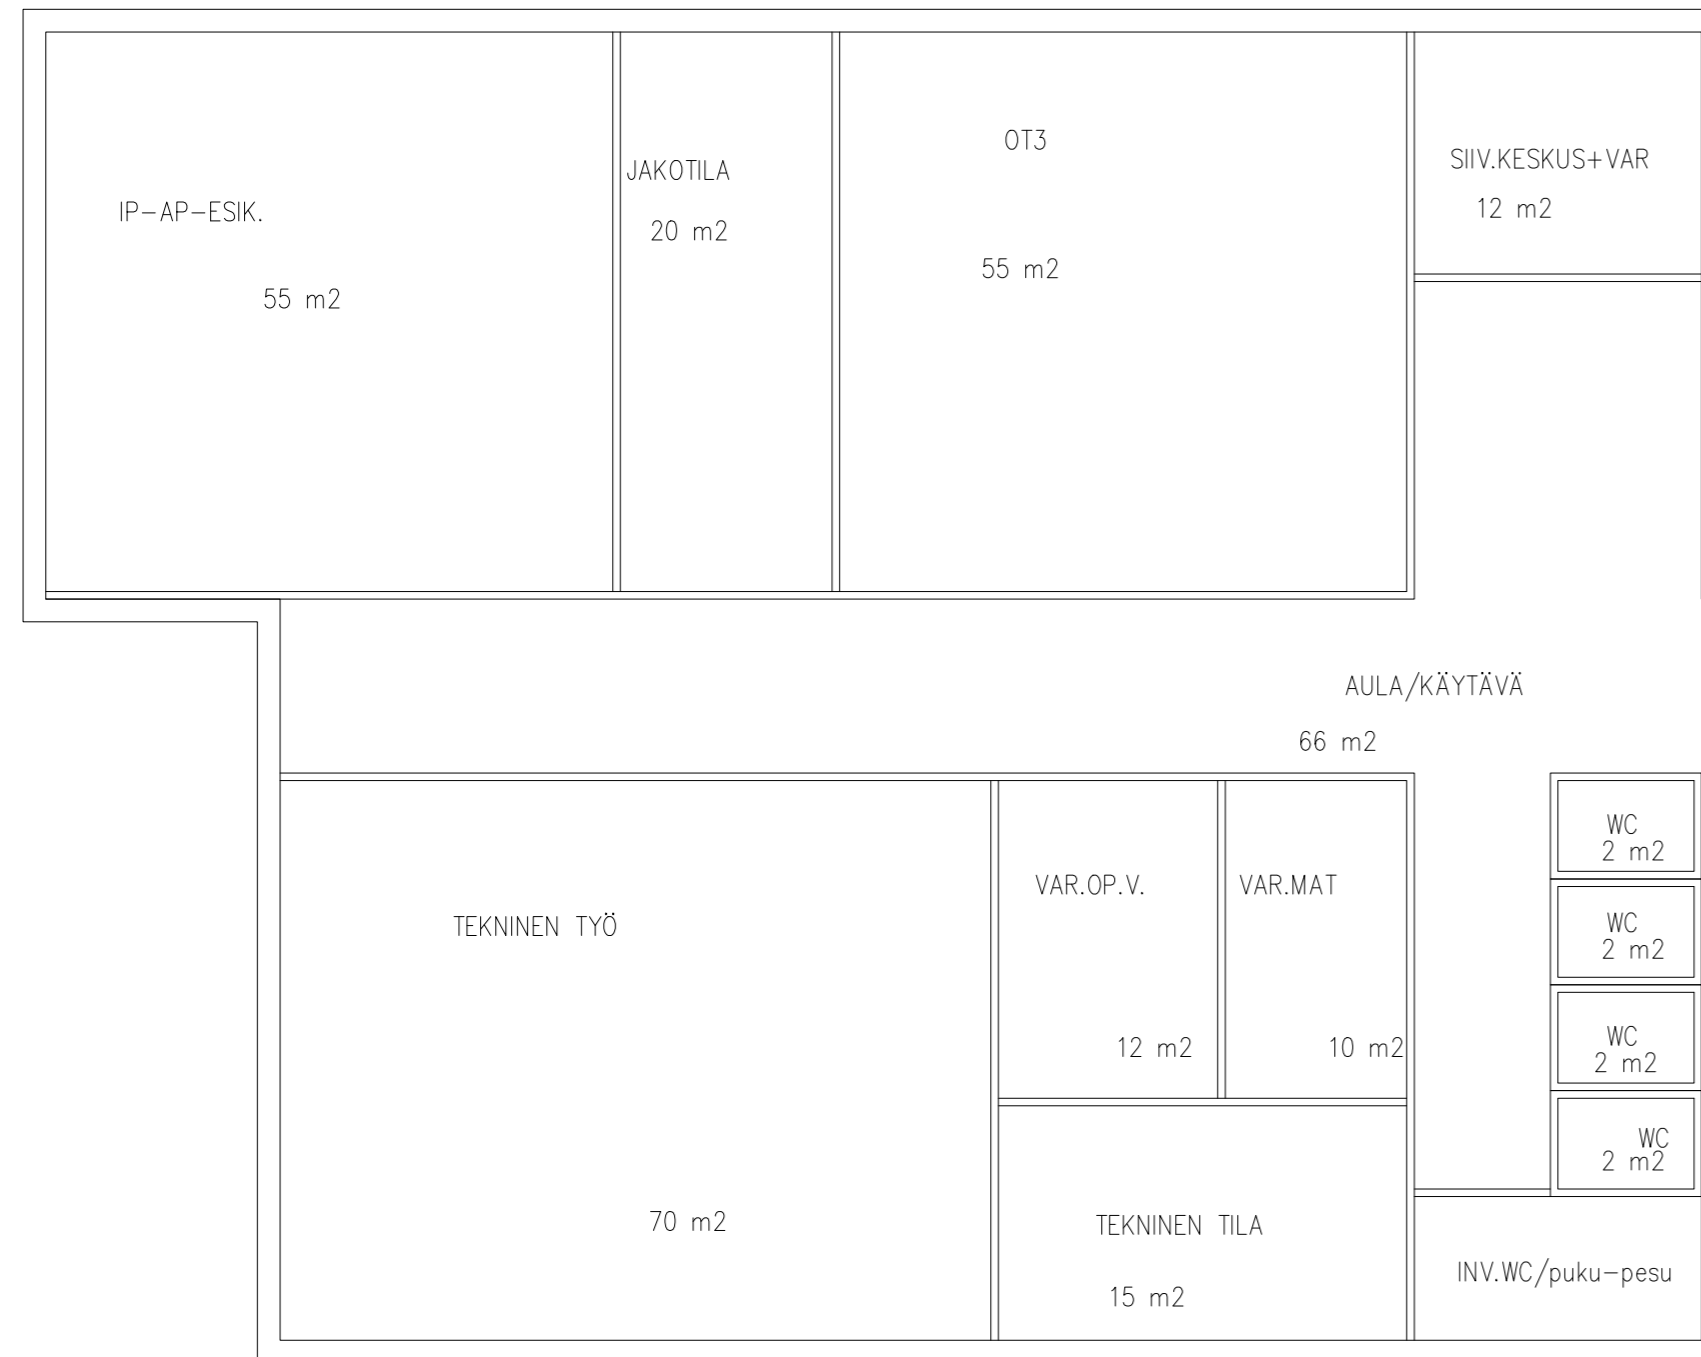 OT3
SIIV.KESKUS+VAR
12 m2
JAKOTILA
20 m2
IP-AP-ESIK.
55 m2
55 m2
AULA/KÄYTÄVÄ
66 m2
WC
2 m2
VAR.OP.V.
VAR.MAT
TEKNINEN TYÖ
WC
2 m2
12 m2
10 m2
WC
2 m2
WC
2 m2
70 m2
TEKNINEN TILA
15 m2
INV.WC/puku-pesu